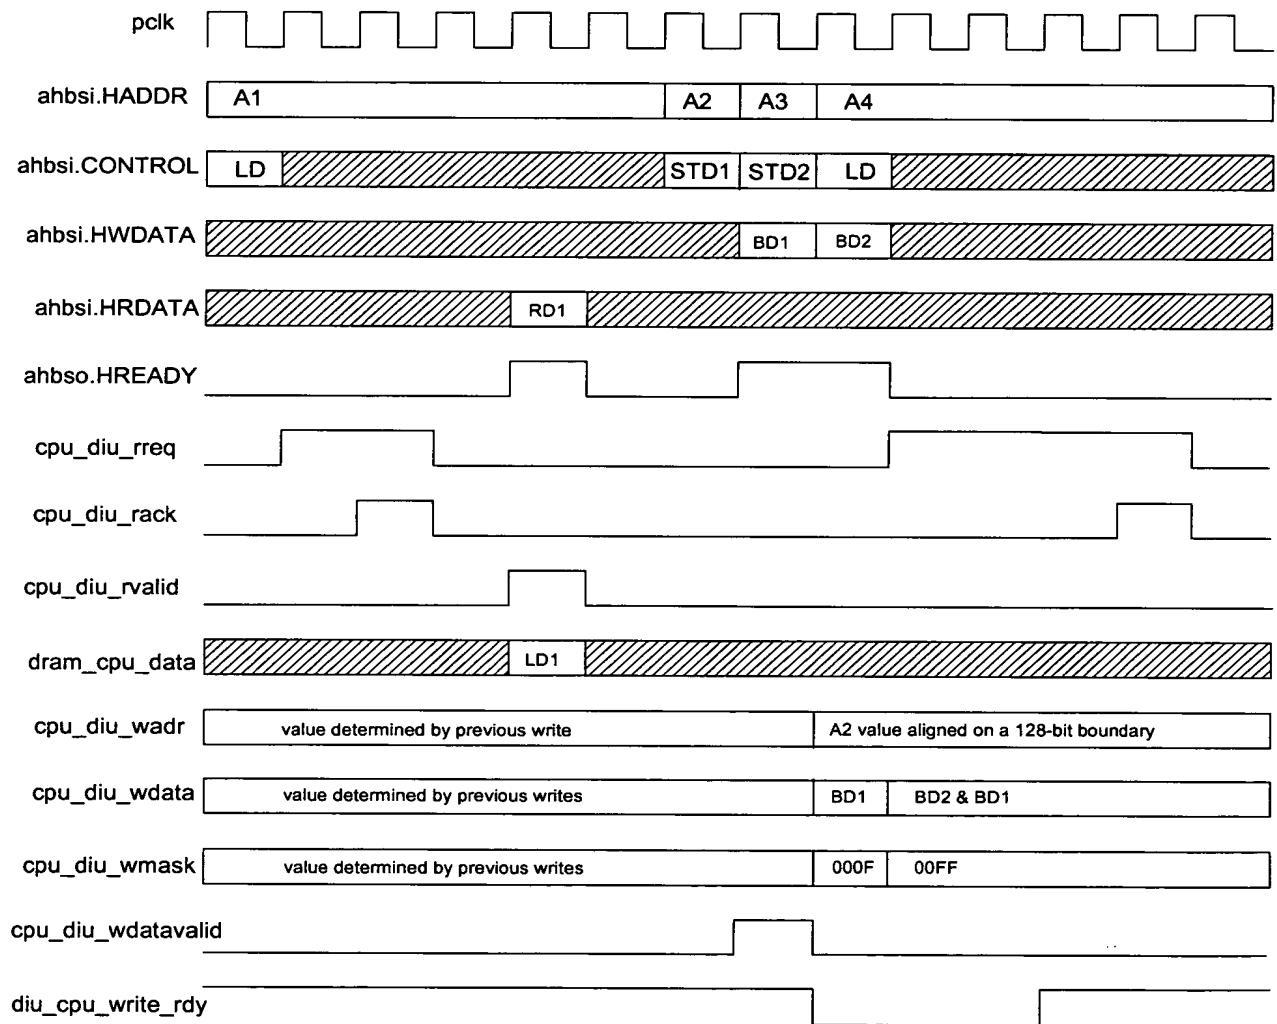 pclk
ahbsi.HADDR A1 A2 A3 A4
ahbsi.CONTROL LD STD1 STD2 LD
ahbsi.HWDATA BD1 BD2
ahbsi.HRDATA RD1
ahbso.HREADY
cpu_diu_rreq
cpu_diu_rack
cpu_diu_rvalid
dram_cpu_data LD1
cpu_diu_wadr value determined by previous write A2 value aligned on a 128-bit boundary
cpu_diu_wdata value determined by previous writes BD1 BD2 & BD1
cpu_diu_wmask value determined by previous writes 000F 00FF
cpu_diu_wdatavalid
diu_cpu_write_rdy